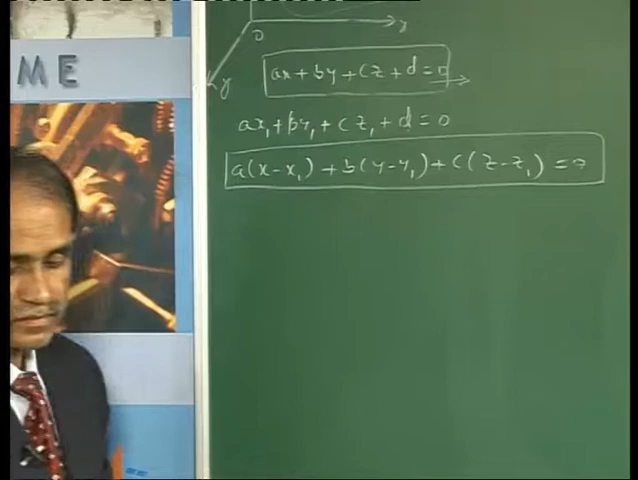 ax+by+cz+d=0
ax₁+by₁+cz₁+d=0
a(x-x₁)+b(y-y₁)+c(z-z₁)=0
O
y
ME